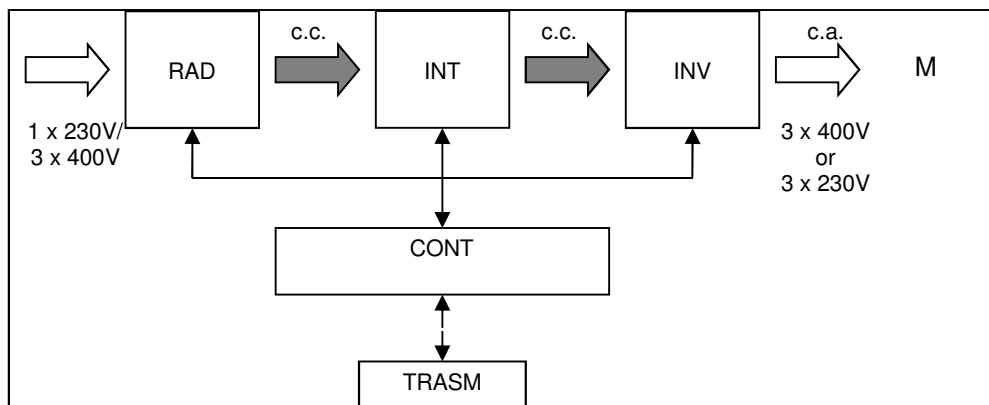 c.c.
c.c.
c.a.
RAD
INT
INV
M
1 x 230V/
3 x 400V
3 x 400V
or
3 x 230V
CONT
TRASM